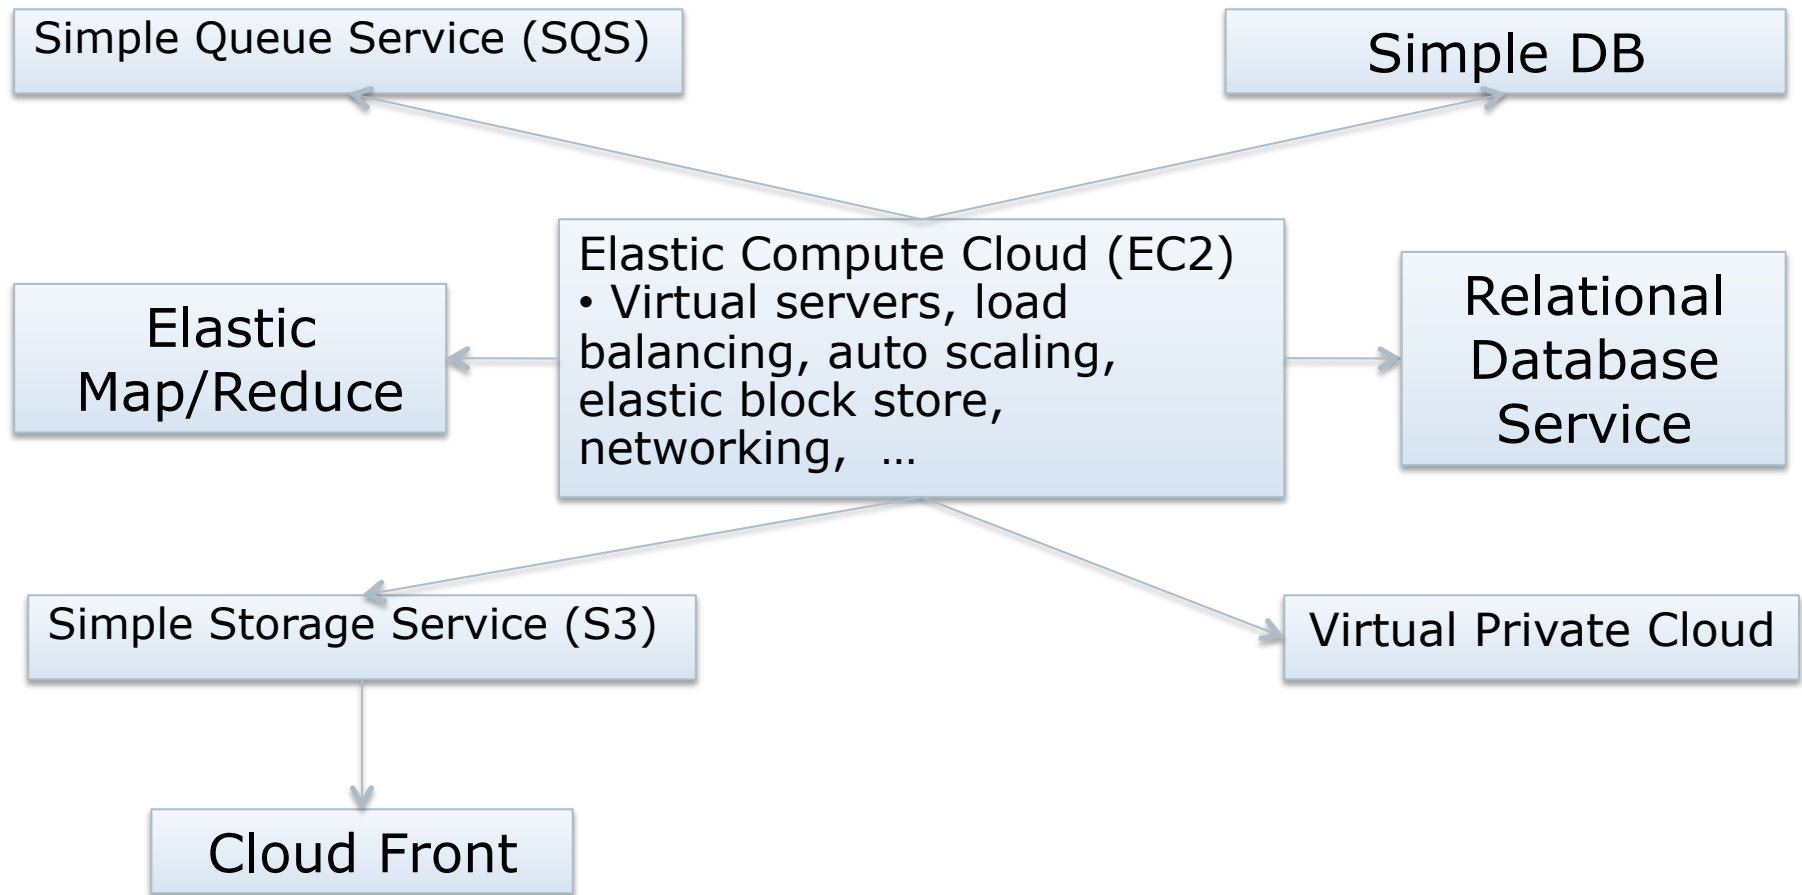 Simple Queue Service (SQS)
Simple DB
Elastic Compute Cloud (EC2)
• Virtual servers, load
balancing, auto scaling,
elastic block store,
networking,  ...
Elastic
Map/Reduce
Relational
Database
Service
Simple Storage Service (S3)
Virtual Private Cloud
Cloud Front